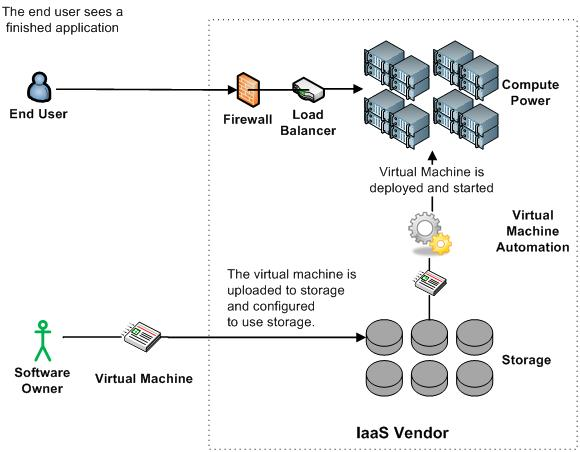 The end user sees a
finished application
End User
Firewall
Load
Balancer
Compute
Power
Virtual Machine is
deployed and started
Virtual
Machine
Automation
The virtual machine is
uploaded to storage
and configured
to use storage.
Software
Owner
Virtual Machine
Storage
IaaS Vendor